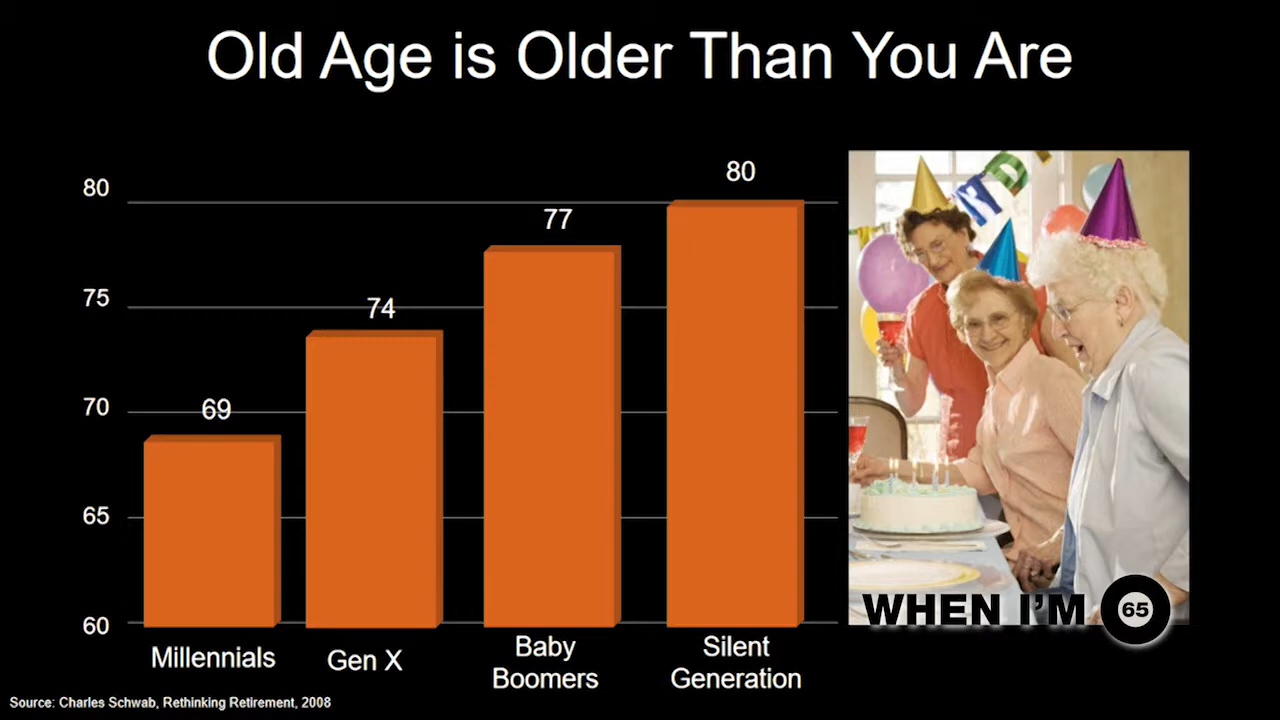 Old Age is Older Than You Are
80
75
70
65
60
69
74
77
80
Millennials
Gen X
Baby
Boomers
Silent
Generation
WHEN I'M 65
Source: Charles Schwab, Rethinking Retirement, 2008